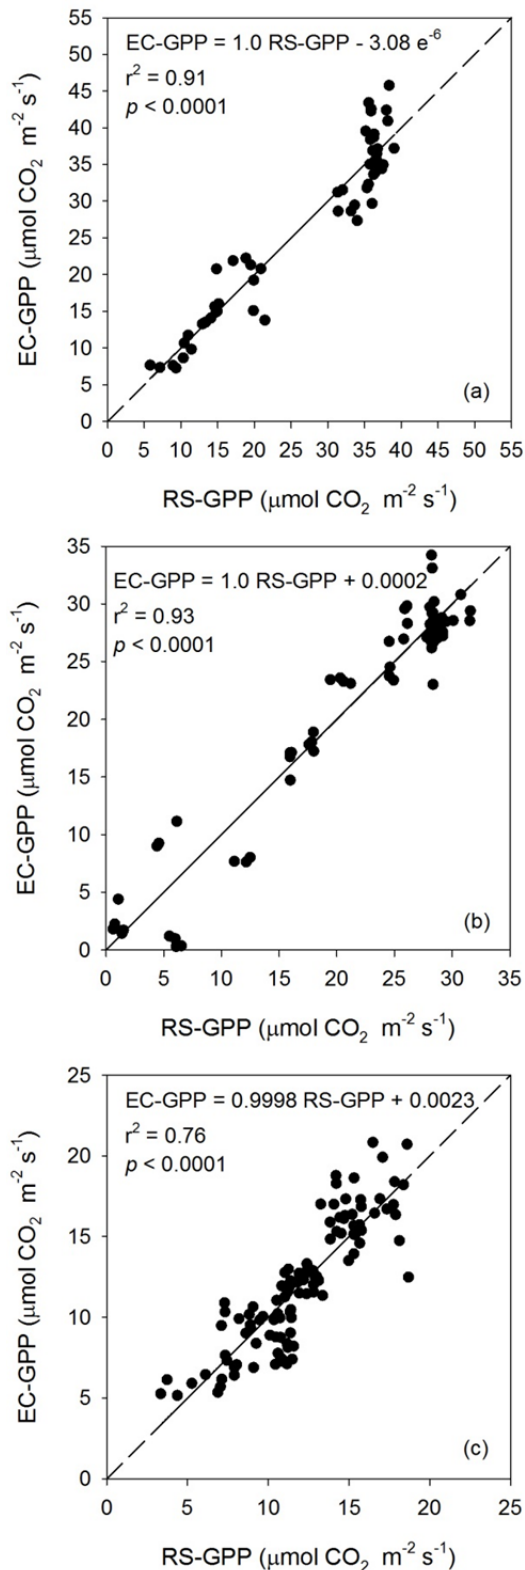 EC-GPP = 1.0 RS-GPP - 3.08 e⁻⁶
r² = 0.91
p < 0.0001
EC-GPP (μmol CO₂ m⁻² s⁻¹)
55
50
45
40
35
30
25
20
15
10
5
0
(a)
0 5 10 15 20 25 30 35 40 45 50 55
RS-GPP (μmol CO₂ m⁻² s⁻¹)
EC-GPP = 1.0 RS-GPP + 0.0002
r² = 0.93
p < 0.0001
EC-GPP (μmol CO₂ m⁻² s⁻¹)
35
30
25
20
15
10
5
0
(b)
0 5 10 15 20 25 30 35
RS-GPP (μmol CO₂ m⁻² s⁻¹)
EC-GPP = 0.9998 RS-GPP + 0.0023
r² = 0.76
p < 0.0001
EC-GPP (μmol CO₂ m⁻² s⁻¹)
25
20
15
10
5
0
(c)
0 5 10 15 20 25
RS-GPP (μmol CO₂ m⁻² s⁻¹)